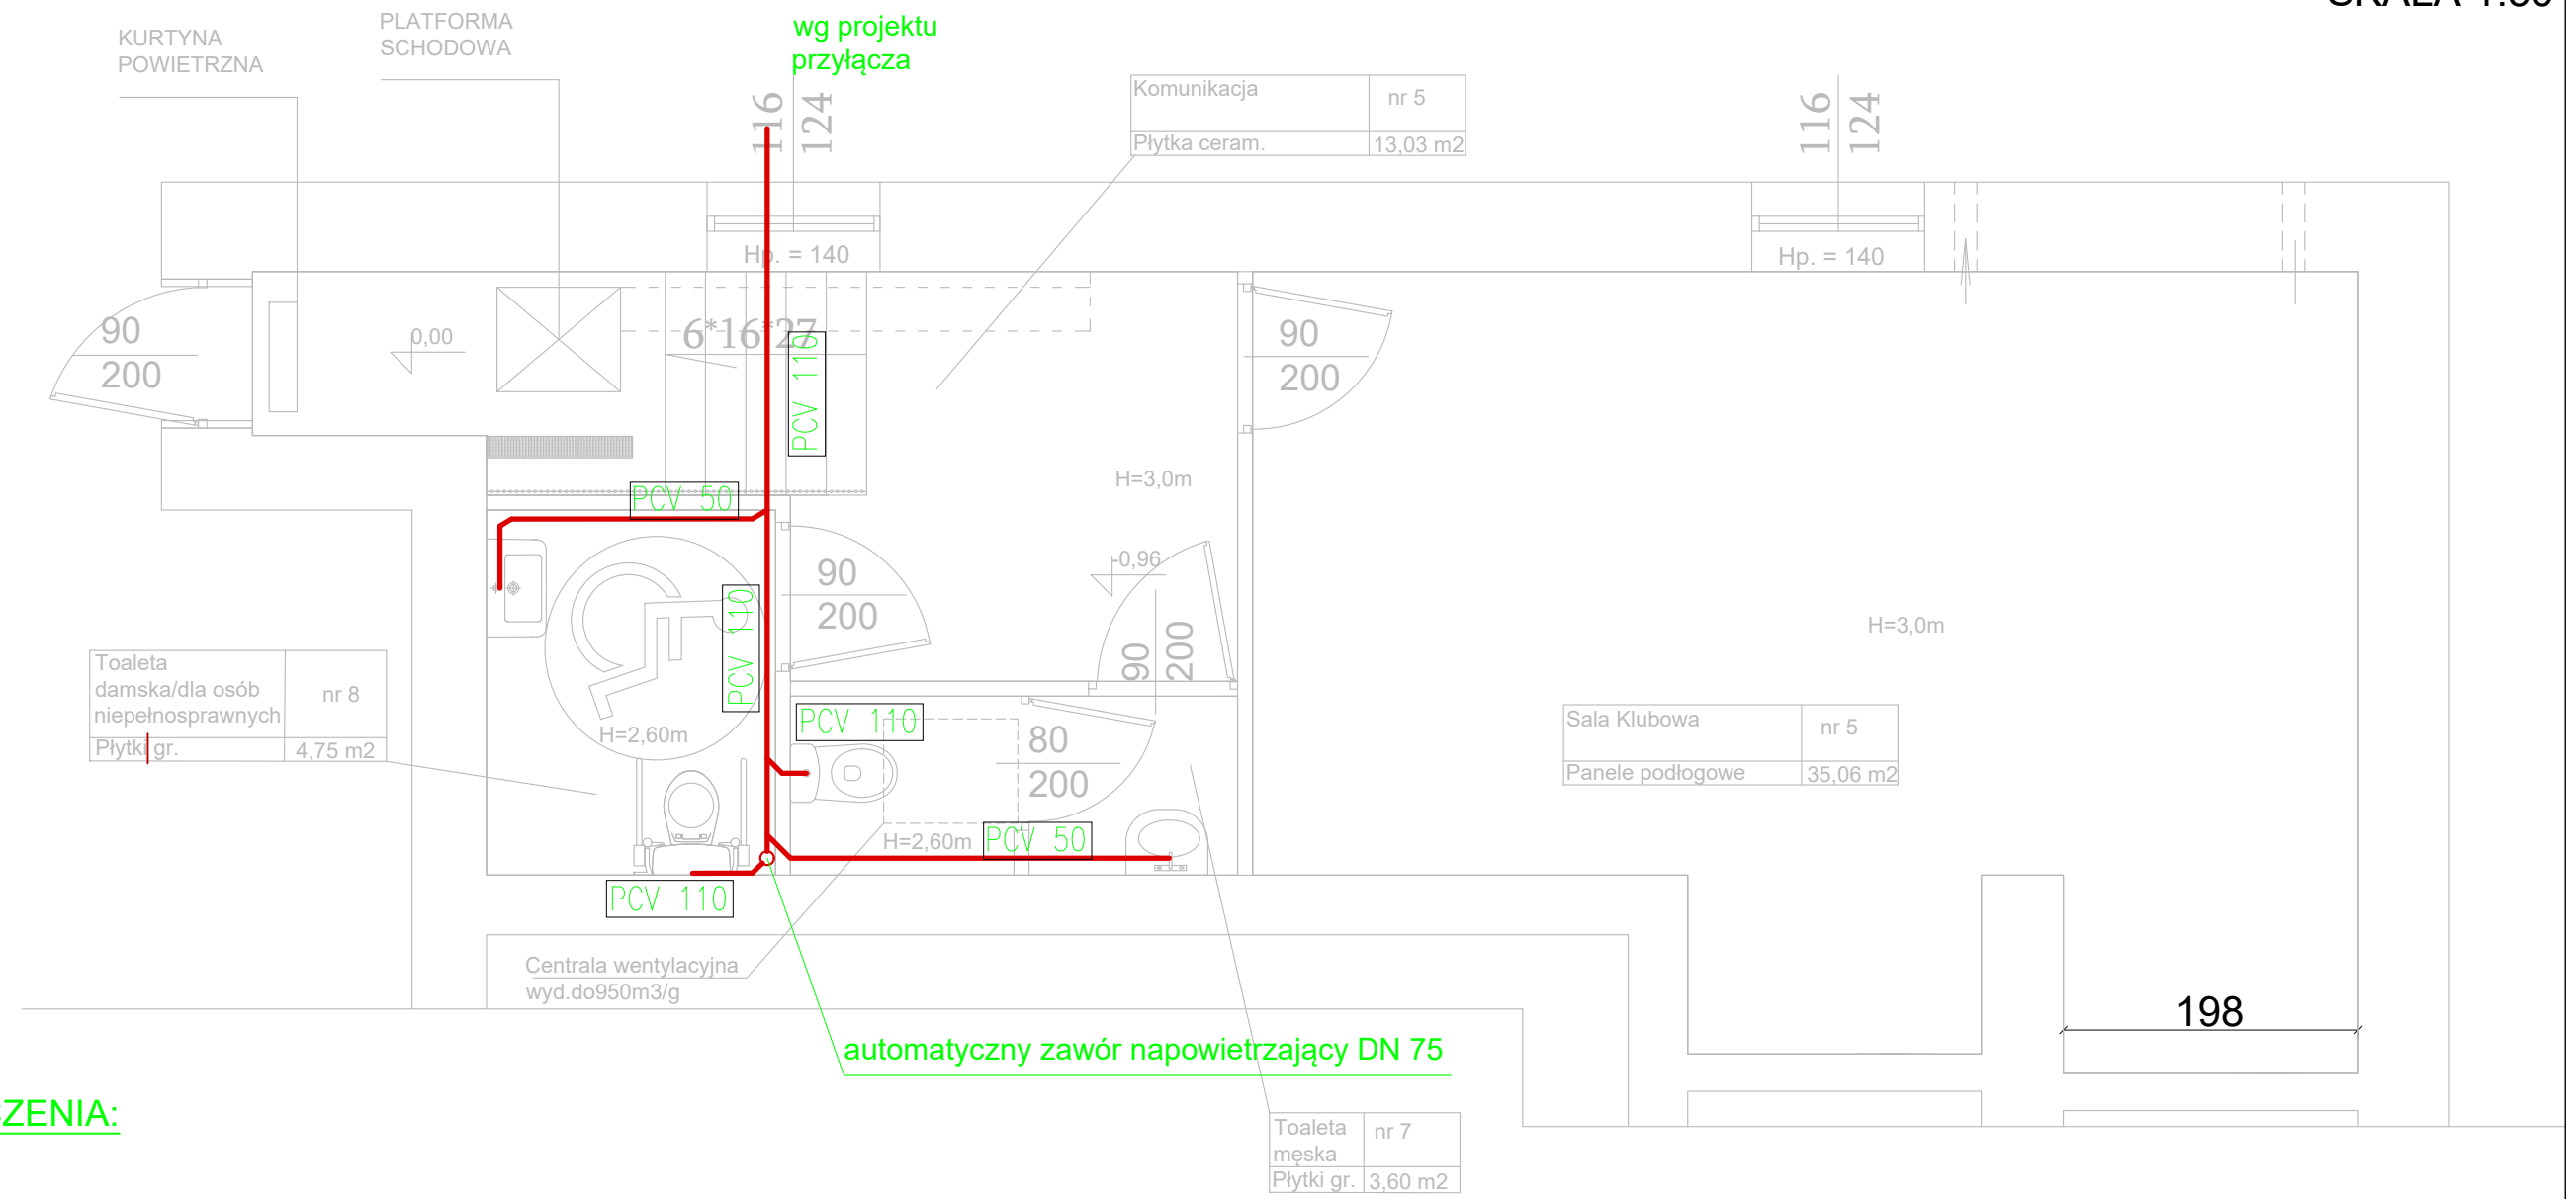 SKALA 1:50
KURTYNA
POWIETRZNA
PLATFORMA
SCHODOWA
wg projektu
przyłącza
116
124
Komunikacja
nr 5
Płytka ceram.
13,03 m2
116
124
Hp. = 140
Hp. = 140
90
200
0,00
6*16*27
PCV 110
90
200
H=3,0m
PCV 50
90
200
-0,96
90
200
PCV 110
H=3,0m
Toaleta
damska/dla osób
niepełnosprawnych
nr 8
Płytki gr.
4,75 m2
H=2,60m
PCV 110
80
200
Sala Klubowa
nr 5
Panele podłogowe
35,06 m2
H=2,60m
PCV 50
PCV 110
Centrala wentylacyjna
wyd.do950m3/g
198
automatyczny zawór napowietrzający DN 75
ZENIA:
Toaleta
męska
nr 7
Płytki gr.
3,60 m2